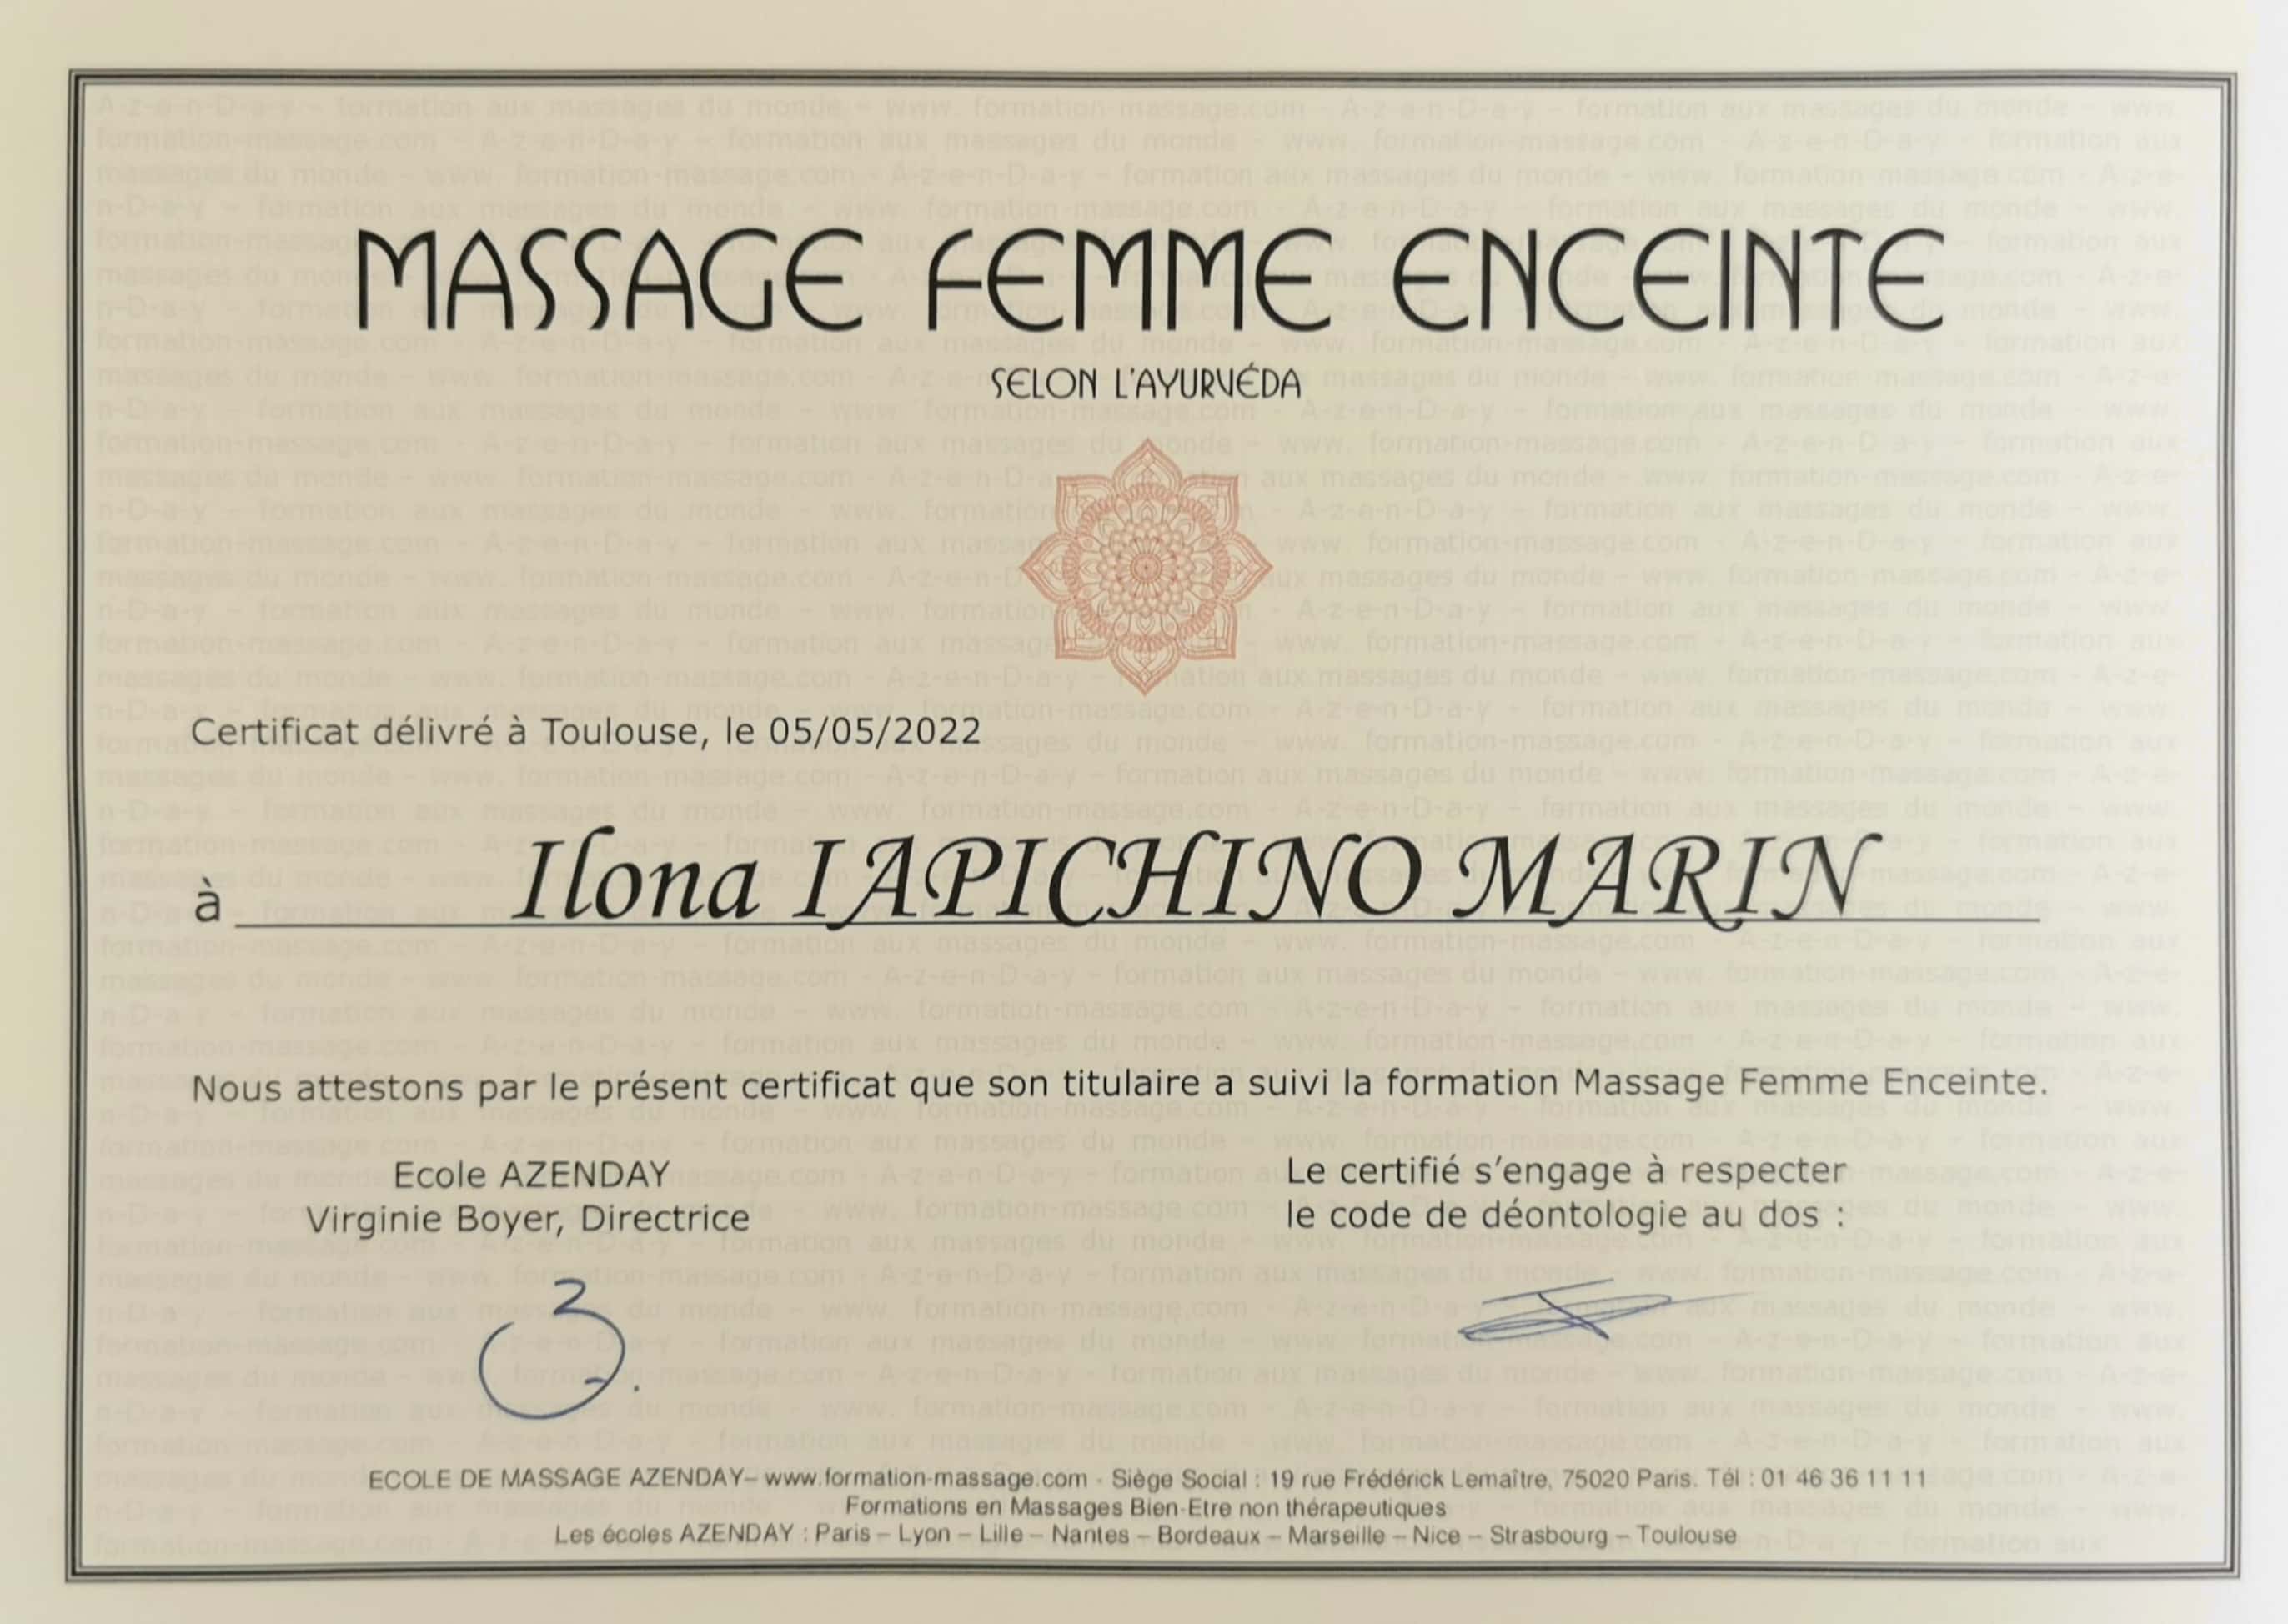 MASSAGE FEMME ENCEINTE
SELON L'AYURVÉDA
Certificat délivré à Toulouse, le 05/05/2022
à Ilona IAPICHINO MARIN
Nous attestons par le présent certificat que son titulaire a suivi la formation Massage Femme Enceinte.
Ecole AZENDAY
Virginie Boyer, Directrice
Le certifié s’engage à respecter
le code de déontologie au dos :
ECOLE DE MASSAGE AZENDAY– www.formation-massage.com - Siège Social : 19 rue Frédérick Lemaître, 75020 Paris. Tél : 01 46 36 11 11
Formations en Massages Bien-Etre non thérapeutiques
Les écoles AZENDAY : Paris – Lyon – Lille – Nantes – Bordeaux – Marseille – Nice – Strasbourg – Toulouse